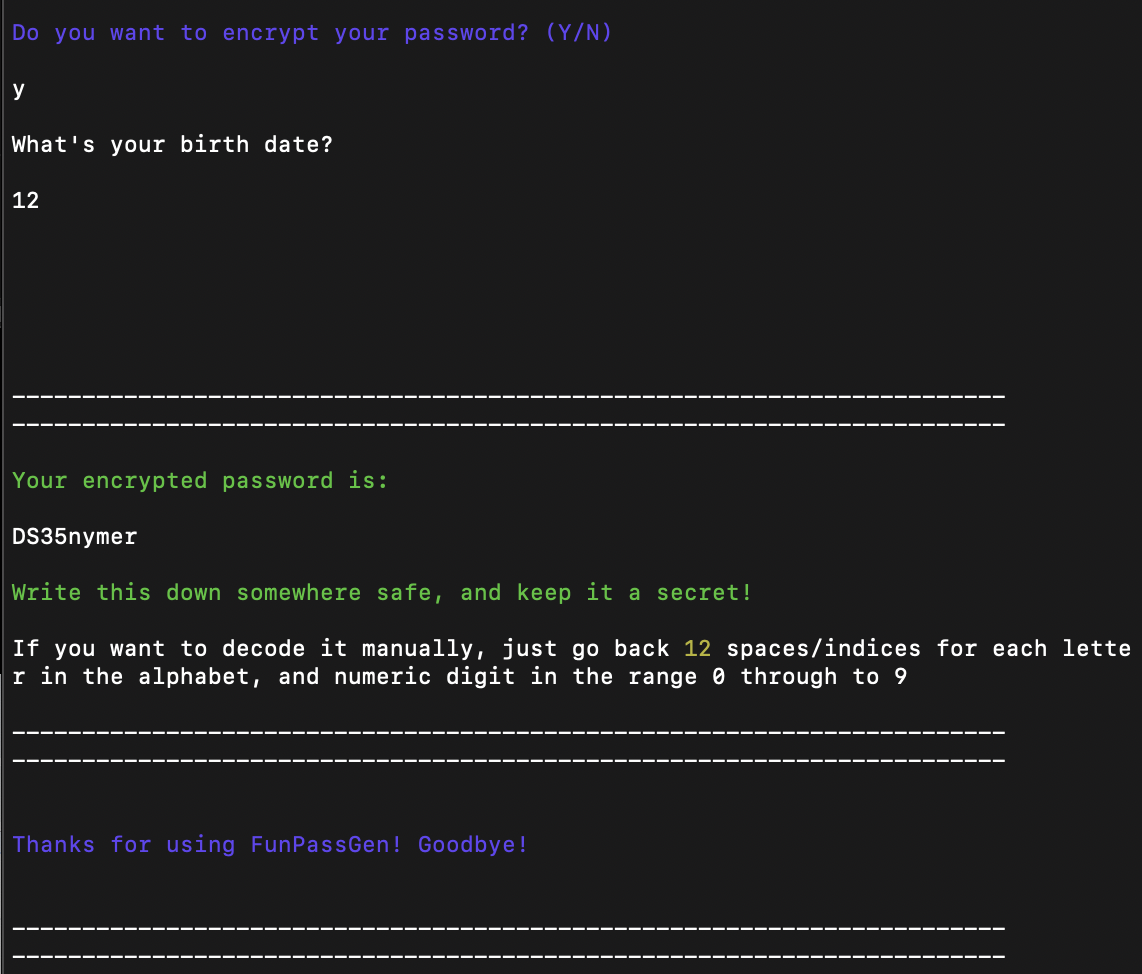 Do you want to encrypt your password? (Y/N)
y
What's your birth date?
12
-----------------------------------------------------------------------
-----------------------------------------------------------------------
Your encrypted password is:
DS35nymer
Write this down somewhere safe, and keep it a secret!
If you want to decode it manually, just go back 12 spaces/indices for each lette
r in the alphabet, and numeric digit in the range 0 through to 9
-----------------------------------------------------------------------
-----------------------------------------------------------------------
Thanks for using FunPassGen! Goodbye!
-----------------------------------------------------------------------
-----------------------------------------------------------------------